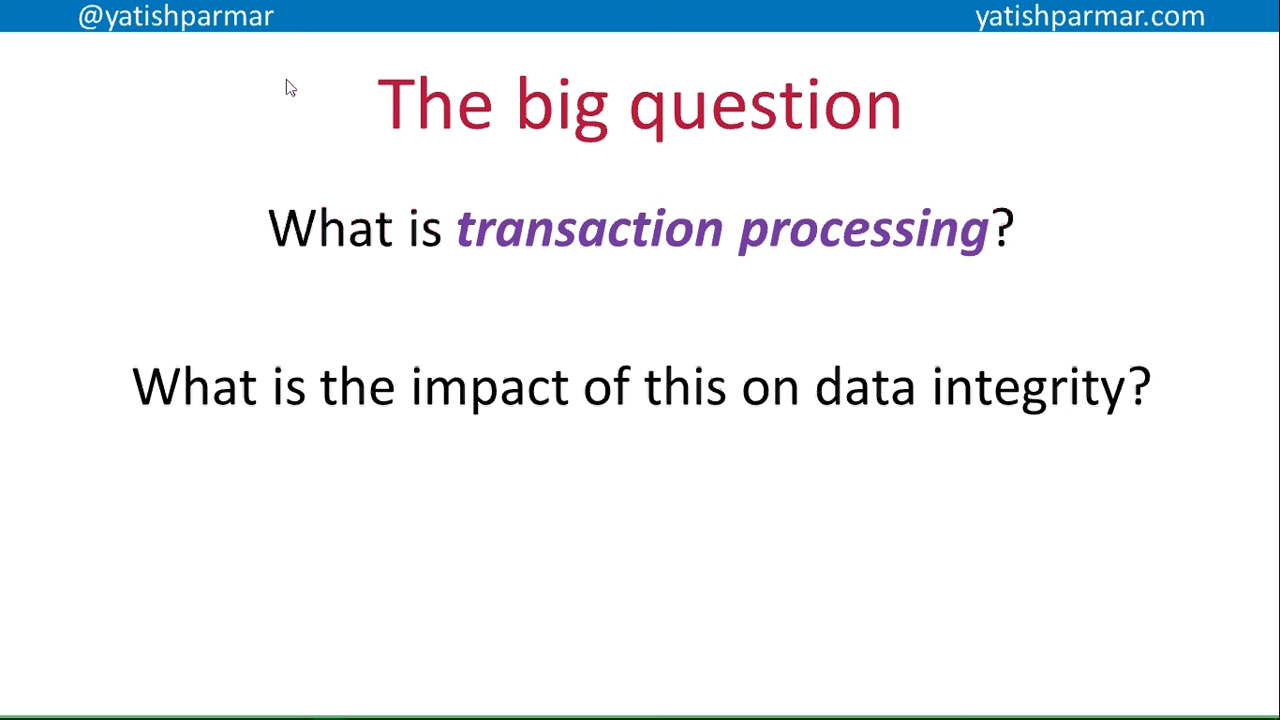 @yatishparmar
yatishparmar.com
The big question
What is transaction processing?
What is the impact of this on data integrity?